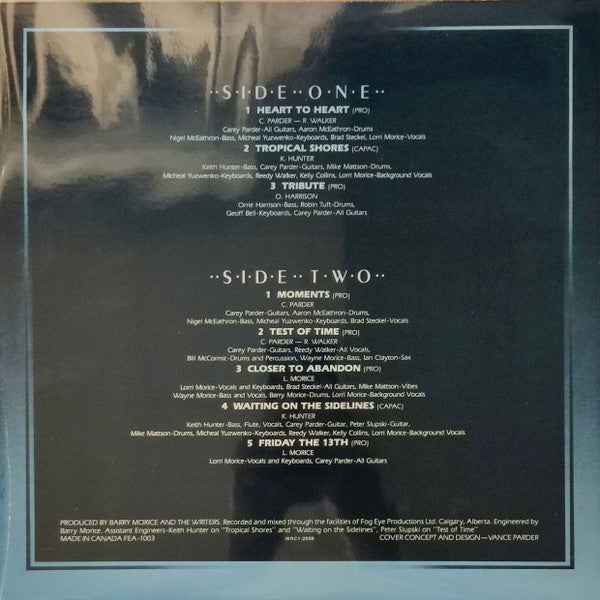 ··S·I·D·E··O·N·E··
1 HEART TO HEART (PRO)
C. PARDER — R. WALKER
Carey Parder-All Guitars, Aaron McEathron-Drums
Nigel McEathron-Bass, Micheal Yuzwenko-Keyboards, Brad Steckel, Lorri Morice-Vocals
2 TROPICAL SHORES (CAPAC)
K. HUNTER
Keith Hunter-Bass, Carey Parder-Guitars, Mike Mattson-Drums,
Micheal Yuzwenko-Keyboards, Reedy Walker, Kelly Collins, Lorri Morice-Background Vocals
3 TRIBUTE (PRO)
O. HARRISON
Orrie Harrison-Bass, Robin Tuft-Drums,
Geoff Bell-Keyboards, Carey Parder-All Guitars
··S·I·D·E··T·W·O··
1 MOMENTS (PRO)
C. PARDER
Carey Parder-Guitars, Aaron McEathron-Drums,
Nigel McEathron-Bass, Micheal Yuzwenko-Keyboards, Brad Steckel-Vocals
2 TEST OF TIME (PRO)
C. PARDER — R. WALKER
Carey Parder-Guitars, Reedy Walker-All Vocals,
Bill McCormic-Drums and Percussion, Wayne Morice-Bass, Ian Clayton-Sax
3 CLOSER TO ABANDON (PRO)
L. MORICE
Lorri Morice-Vocals and Keyboards, Brad Steckel-All Guitars, Mike Mattson-Vibes
Wayne Morice-Bass and Vocals, Barry Morice-Drums, Lorri Morice-Background Vocals
4 WAITING ON THE SIDELINES (CAPAC)
K. HUNTER
Keith Hunter-Bass, Flute, Vocals, Carey Parder-Guitar, Peter Slupski-Guitar,
Mike Mattson-Drums, Micheal Yuzwenko-Keyboards, Reedy Walker, Kelly Collins, Lorri Morice-Background Vocals
5 FRIDAY THE 13TH (PRO)
L. MORICE
Lorri Morice-Vocals and Keyboards, Carey Parder-All Guitars
PRODUCED BY BARRY MORICE AND THE WRITERS. Recorded and mixed through the facilities of Fog Eye Productions Ltd. Calgary, Alberta. Engineered by
Barry Morice. Assistant Engineers-Keith Hunter on "Tropical Shores" and "Waiting on the Sidelines", Peter Slupski on "Test of Time"
MADE IN CANADA FEA-1003 WRC1-2658 COVER CONCEPT AND DESIGN—VANCE PARDER